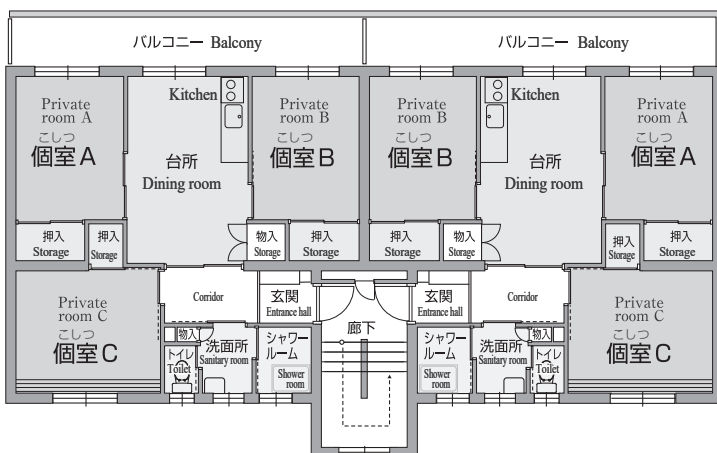 バルコニー Balcony
バルコニー Balcony
Private
room A
こしつ
個室A
Kitchen
台所
Dining room
Private
room B
こしつ
個室B
Private
room B
こしつ
個室B
Kitchen
台所
Dining room
Private
room A
こしつ
個室A
押入
Storage
押入
Storage
物入
Storage
押入
Storage
押入
Storage
物入
Storage
押入
Storage
押入
Storage
Private
room C
こしつ
個室C
Corridor
玄関
Entrance hall
廊下
玄関
Entrance hall
Corridor
Private
room C
こしつ
個室C
物入
トイレ
Toilet
洗面所
Sanitary room
シャワー
ルーム
Shower
room
シャワー
ルーム
Shower
room
洗面所
Sanitary room
物入
トイレ
Toilet